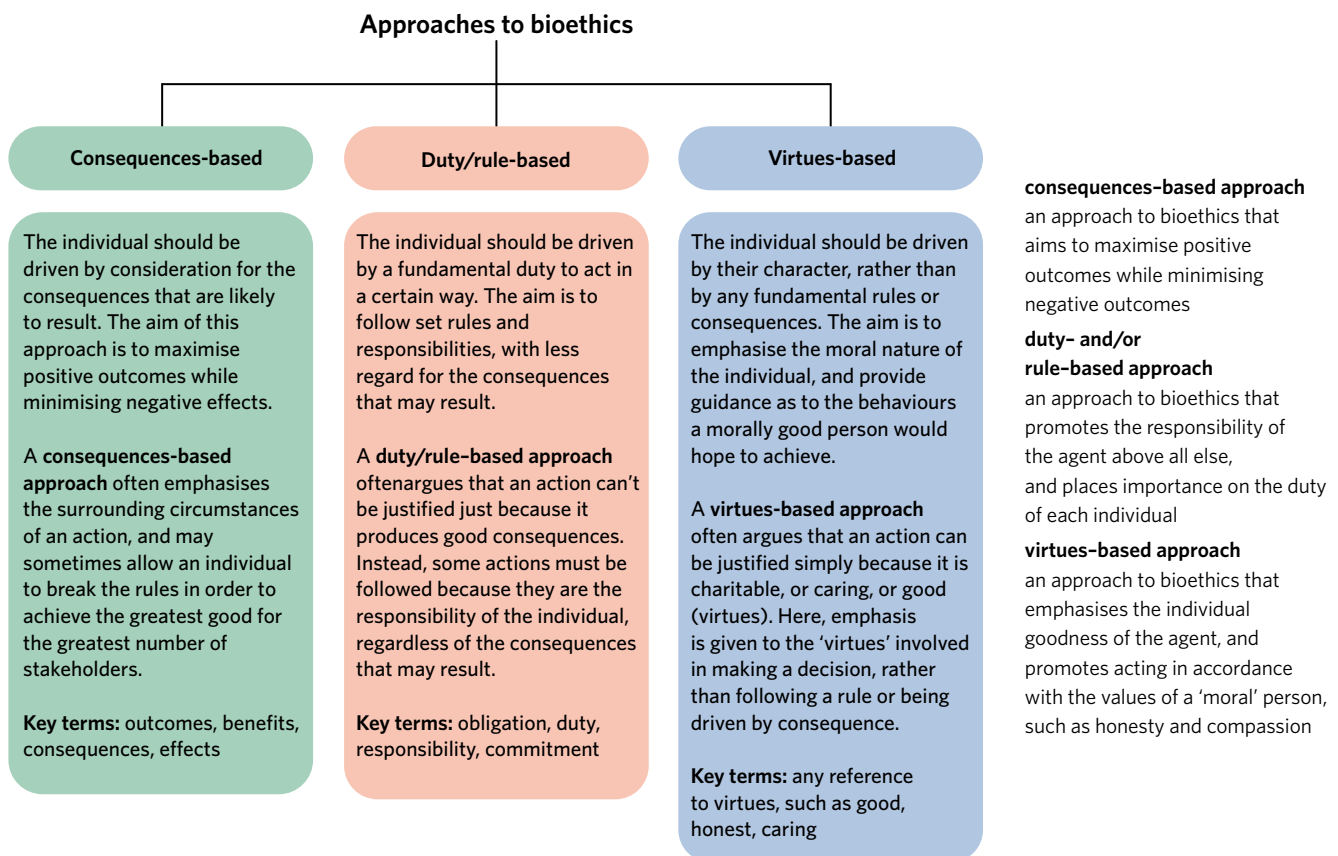 Approaches to bioethics
Consequences-based
The individual should be
driven by consideration for the
consequences that are likely
to result. The aim of this
approach is to maximise
positive outcomes while
minimising negative effects.
A consequences-based
approach often emphasises
the surrounding circumstances
of an action, and may
sometimes allow an individual
to break the rules in order to
achieve the greatest good for
the greatest number of
stakeholders.
Key terms: outcomes, benefits,
consequences, effects
Duty/rule-based
The individual should be driven
by a fundamental duty to act in
a certain way. The aim is to
follow set rules and
responsibilities, with less
regard for the consequences
that may result.
A duty/rule-based approach
oftenargues that an action can't
be justified just because it
produces good consequences.
Instead, some actions must be
followed because they are the
responsibility of the individual,
regardless of the consequences
that may result.
Key terms: obligation, duty,
responsibility, commitment
Virtues-based
The individual should be driven
by their character, rather than
by any fundamental rules or
consequences. The aim is to
emphasise the moral nature of
the individual, and provide
guidance as to the behaviours
a morally good person would
hope to achieve.
A virtues-based approach
often argues that an action can
be justified simply because it is
charitable, or caring, or good
(virtues). Here, emphasis
is given to the 'virtues' involved
in making a decision, rather
than following a rule or being
driven by consequence.
Key terms: any reference
to virtues, such as good,
honest, caring
consequences–based approach
an approach to bioethics that
aims to maximise positive
outcomes while minimising
negative outcomes
duty– and/or
rule–based approach
an approach to bioethics that
promotes the responsibility of
the agent above all else,
and places importance on the duty
of each individual
virtues–based approach
an approach to bioethics that
emphasises the individual
goodness of the agent, and
promotes acting in accordance
with the values of a 'moral' person,
such as honesty and compassion